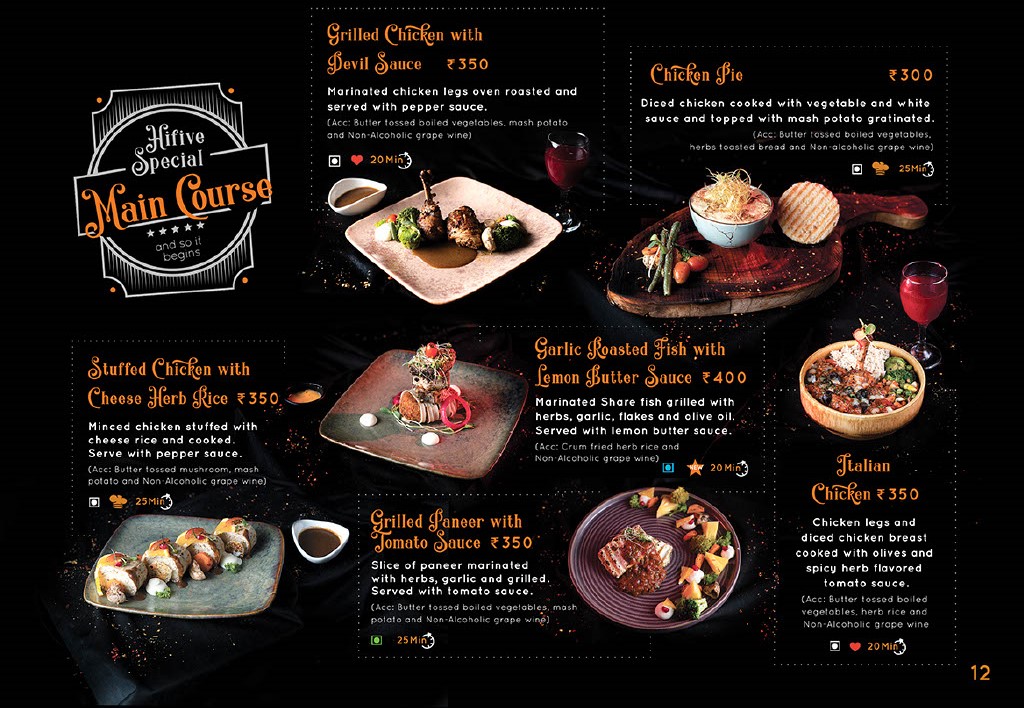 Hifive
Special
Main Course
and so it
begins
Grilled Chicken with
Devil Sauce ₹350
Marinated chicken legs oven roasted and
served with pepper sauce.
(Acc: Butter tossed boiled vegetables, mash potato
and Non-Alcoholic grape wine)
20Min
Chicken Pie ₹300
Diced chicken cooked with vegetable and white
sauce and topped with mash potato gratinated.
(Acc: Butter tossed boiled vegetables,
herbs toasted bread and Non-alcoholic grape wine)
25Min
Stuffed Chicken with
Cheese Herb Rice ₹350
Minced chicken stuffed with
cheese rice and cooked.
Serve with pepper sauce.
(Acc: Butter tossed mushroom, mash
potato and Non-Alcoholic grape wine)
25Min
Garlic Roasted Fish with
Lemon Butter Sauce ₹400
Marinated Share fish grilled with
herbs, garlic, flakes and olive oil.
Served with lemon butter sauce.
(Acc: Crum fried herb rice and
Non-Alcoholic grape wine)
NEW 20Min
Grilled Paneer with
Tomato Sauce ₹350
Slice of paneer marinated
with herbs, garlic and grilled.
Served with tomato sauce.
(Acc: Butter tossed boiled vegetables, mash
potato and Non-Alcoholic grape wine)
25Min
Italian
Chicken ₹350
Chicken legs and
diced chicken breast
cooked with olives and
spicy herb flavored
tomato sauce.
(Acc: Butter tossed boiled
vegetables, herb rice and
Non-Alcoholic grape wine
20Min
12